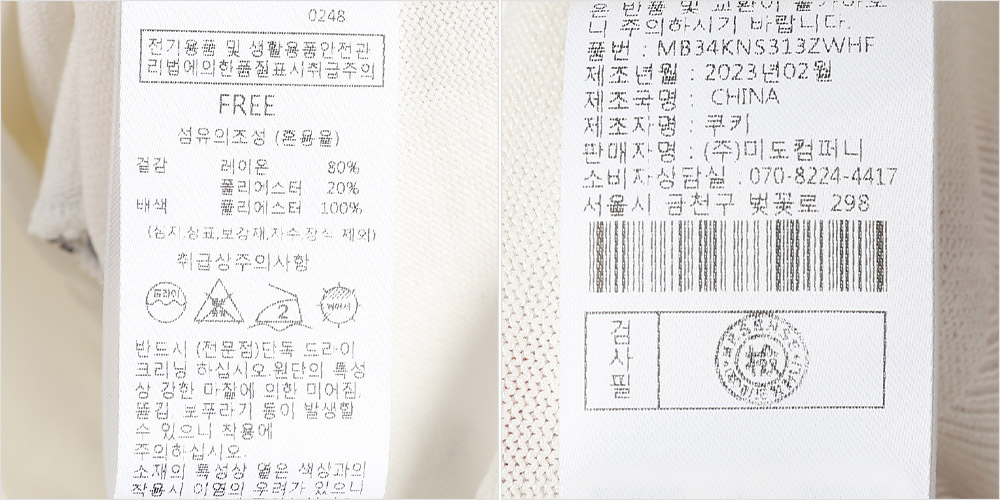 0248
전기용품 및 생활용품안전관
리법에의한품질표시취급주의
FREE
섬유의조성 (혼용율)
겉감 레이온 80%
폴리에스터 20%
배색 폴리에스터 100%
(심지,상표,보강재,자수,장식 제외)
취급상주의사항
드라이
2
반드시 (전문점)단독 드라이
크리닝 하십시오.원단의 특성
상 강한 마찰에 의한 미어짐,
뜯김, 보푸라기 등이 발생할
수 있으니 착용에
주의하십시오.
소재의 특성상 옅은 색상과의
착용시 이염의 우려가 있으니
은 반품 및 교환이 불가하오
니 주의하시기 바랍니다.
품번 : MB34KNS313ZWHF
제조년월 : 2023년02월
제조국명 : CHINA
제조자명 : 쿠키
판매자명 : (주)미도컴퍼니
소비자상담실 : 070-8224-4417
서울시 금천구 벚꽃로 298
검
사
필
檢